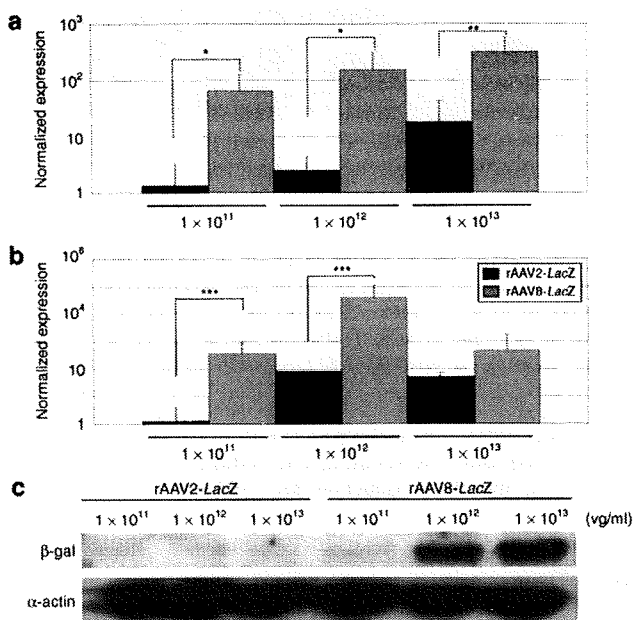 a
Normalized expression
10³
10²
10
1
*
*
**
1 × 10¹¹
1 × 10¹²
1 × 10¹³
b
Normalized expression
10⁶
10⁴
10
1
***
***
rAAV2-LacZ
rAAV8-LacZ
1 × 10¹¹
1 × 10¹²
1 × 10¹³
c
rAAV2-LacZ rAAV8-LacZ
1 × 10¹¹ 1 × 10¹² 1 × 10¹³ 1 × 10¹¹ 1 × 10¹² 1 × 10¹³ (vg/ml)
β-gal
α-actin